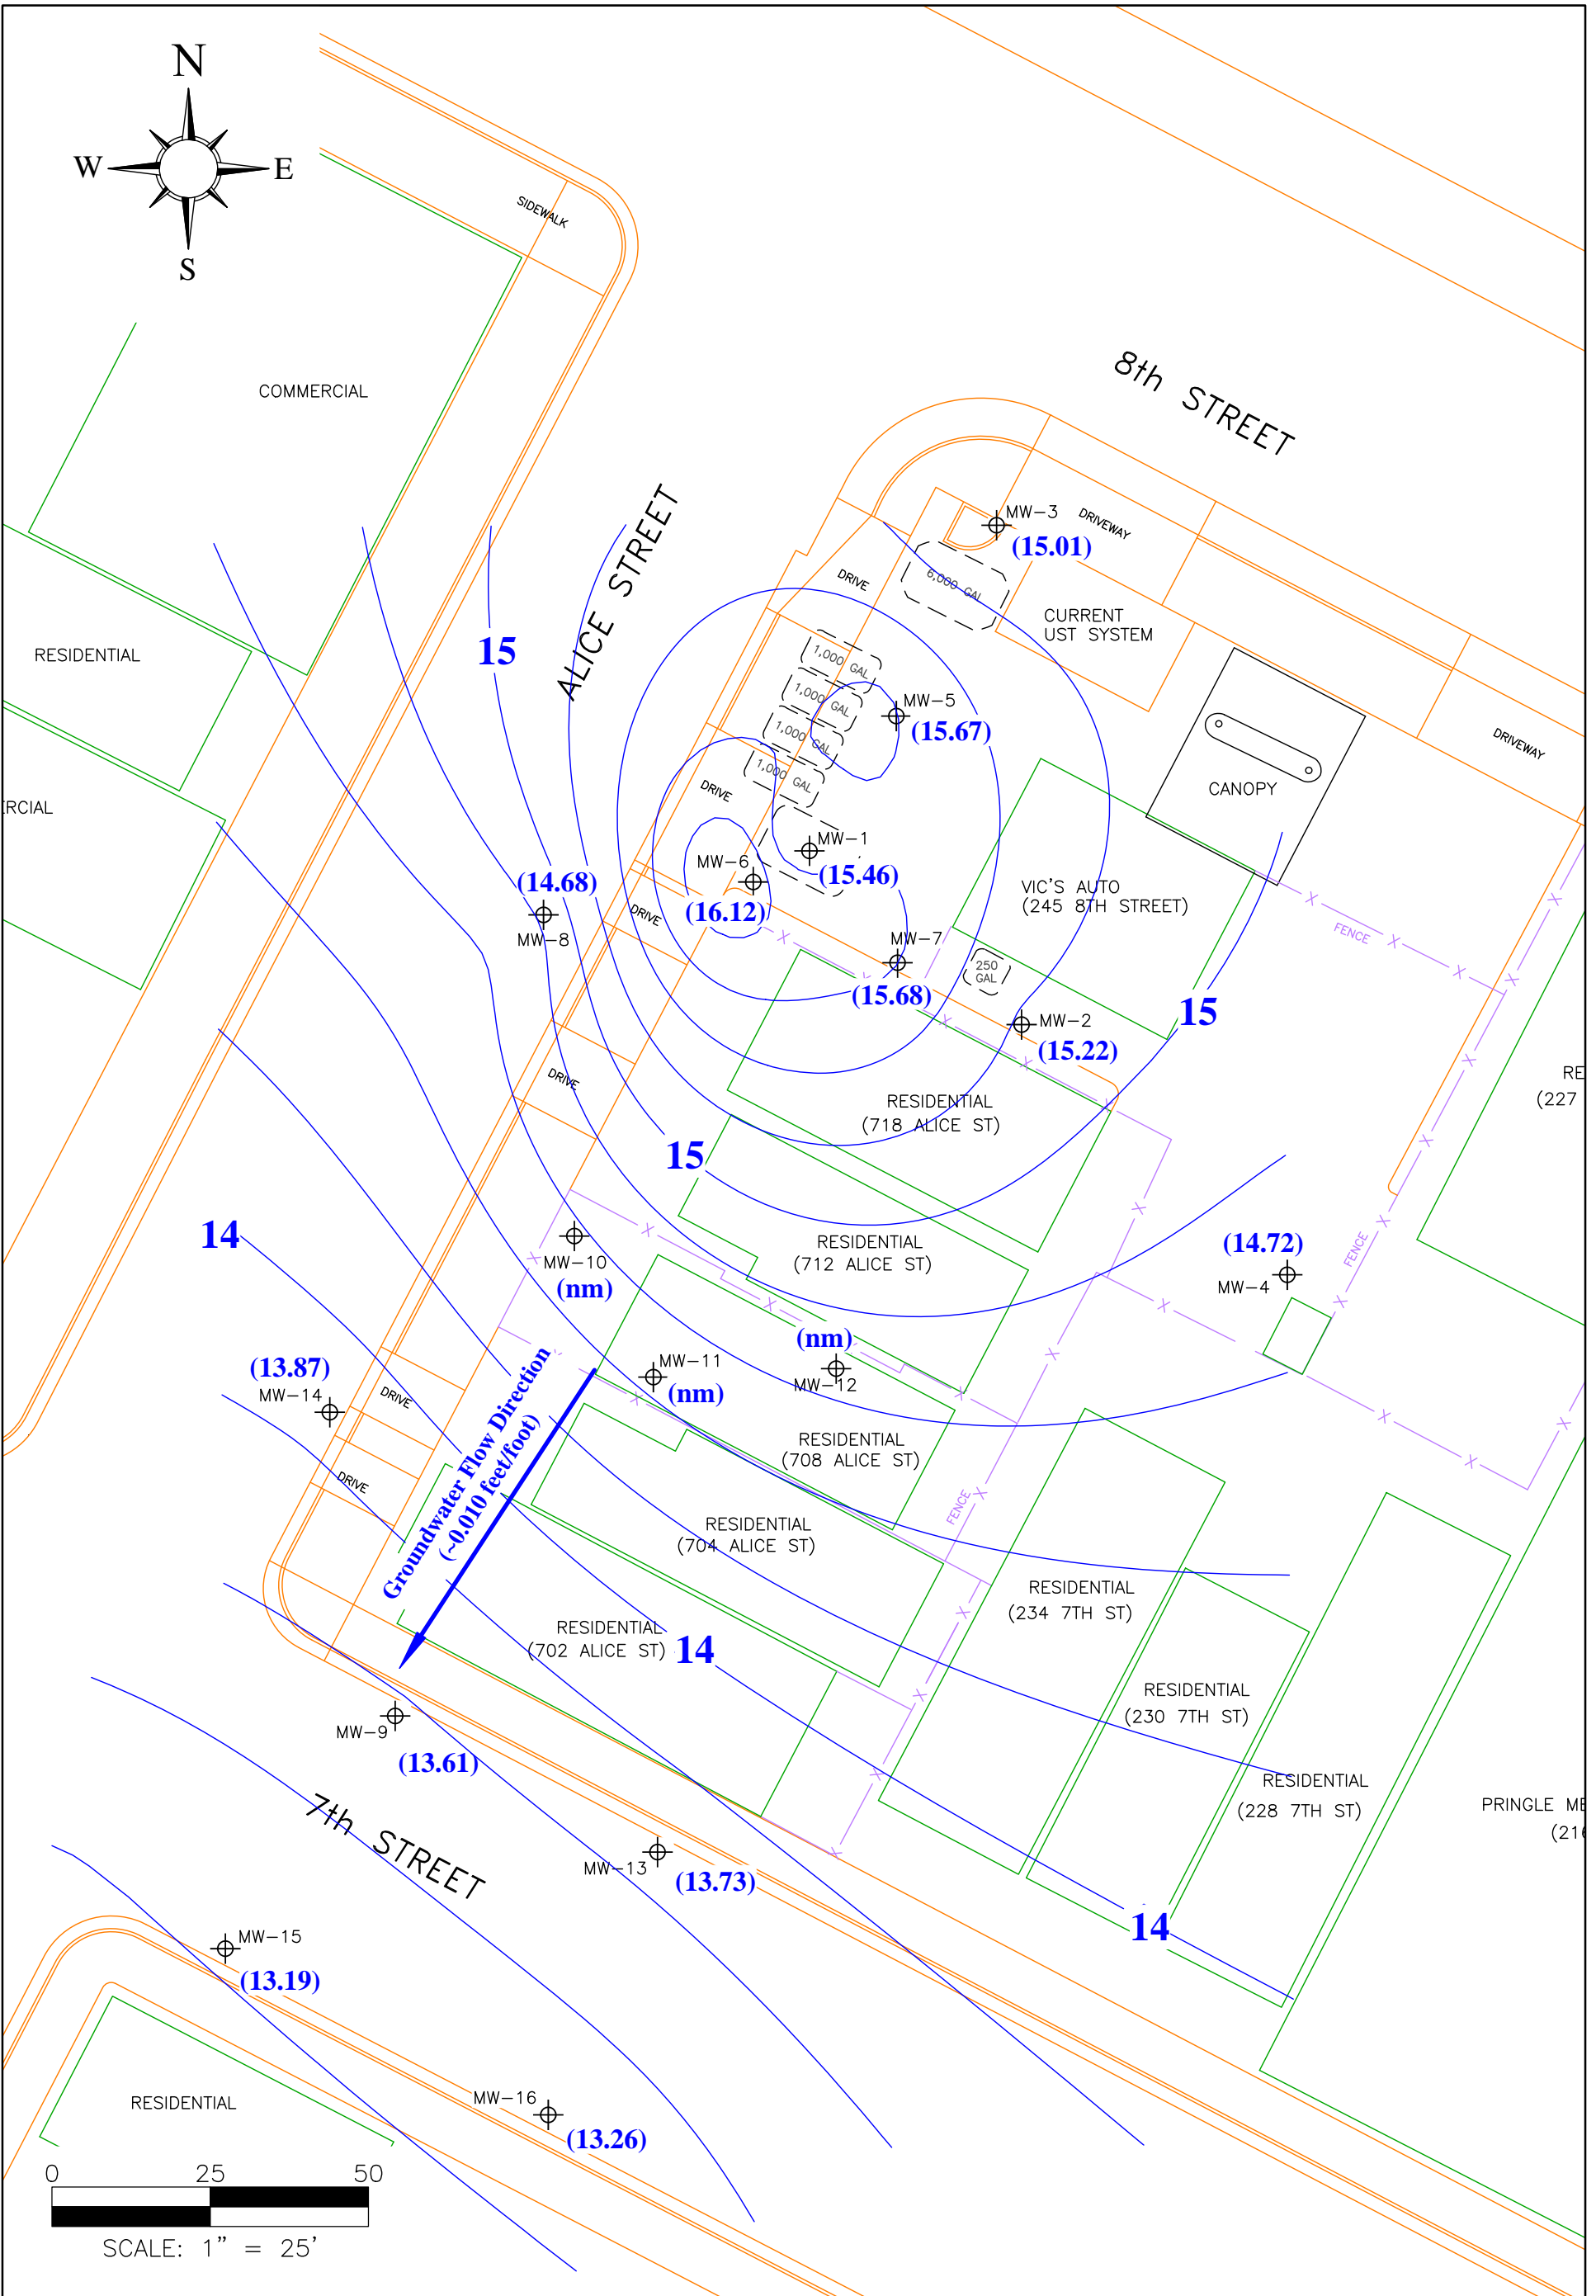 N
W
E
S
SIDEWALK
COMMERCIAL
8th STREET
ALICE STREET
MW-3
(15.01)
DRIVEWAY
DRIVE
6,000 GAL
CURRENT
UST SYSTEM
15
RESIDENTIAL
1,000 GAL
1,000 GAL
1,000 GAL
1,000 GAL
MW-5
(15.67)
DRIVEWAY
CANOPY
DRIVE
ERCIAL
MW-1
(15.46)
MW-6
(16.12)
(14.68)
MW-8
DRIVE
VIC'S AUTO
(245 8TH STREET)
FENCE
MW-7
(15.68)
250
GAL
15
MW-2
(15.22)
DRIVE
RESIDENTIAL
(718 ALICE ST)
RE
(227
15
14
MW-10
(nm)
RESIDENTIAL
(712 ALICE ST)
(14.72)
MW-4
FENCE
(nm)
MW-12
MW-11
(nm)
(13.87)
MW-14
DRIVE
Groundwater Flow Direction
(~0.010 feet/foot)
RESIDENTIAL
(708 ALICE ST)
DRIVE
FENCE
RESIDENTIAL
(704 ALICE ST)
RESIDENTIAL
(234 7TH ST)
RESIDENTIAL
(702 ALICE ST)
14
RESIDENTIAL
(230 7TH ST)
MW-9
(13.61)
RESIDENTIAL
(228 7TH ST)
PRINGLE ME
(216
7th STREET
MW-13
(13.73)
14
MW-15
(13.19)
RESIDENTIAL
MW-16
(13.26)
0 25 50
SCALE: 1" = 25'